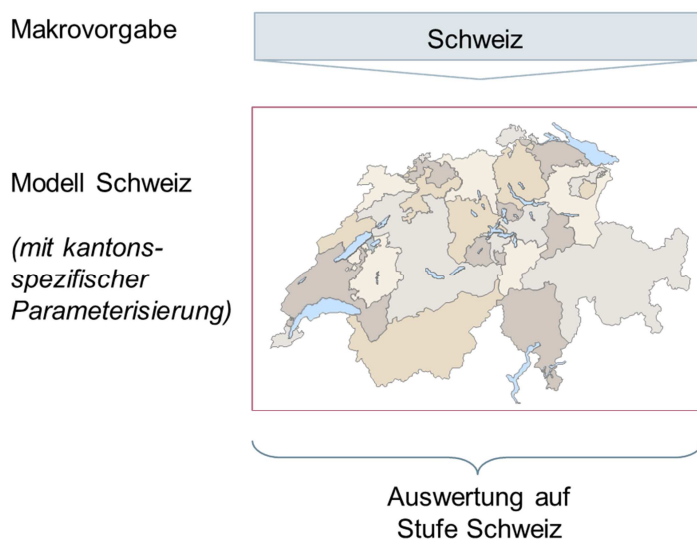 Makrovorgabe
Schweiz
Modell Schweiz
(mit kantons-
spezifischer
Parameterisierung)
Auswertung auf
Stufe Schweiz